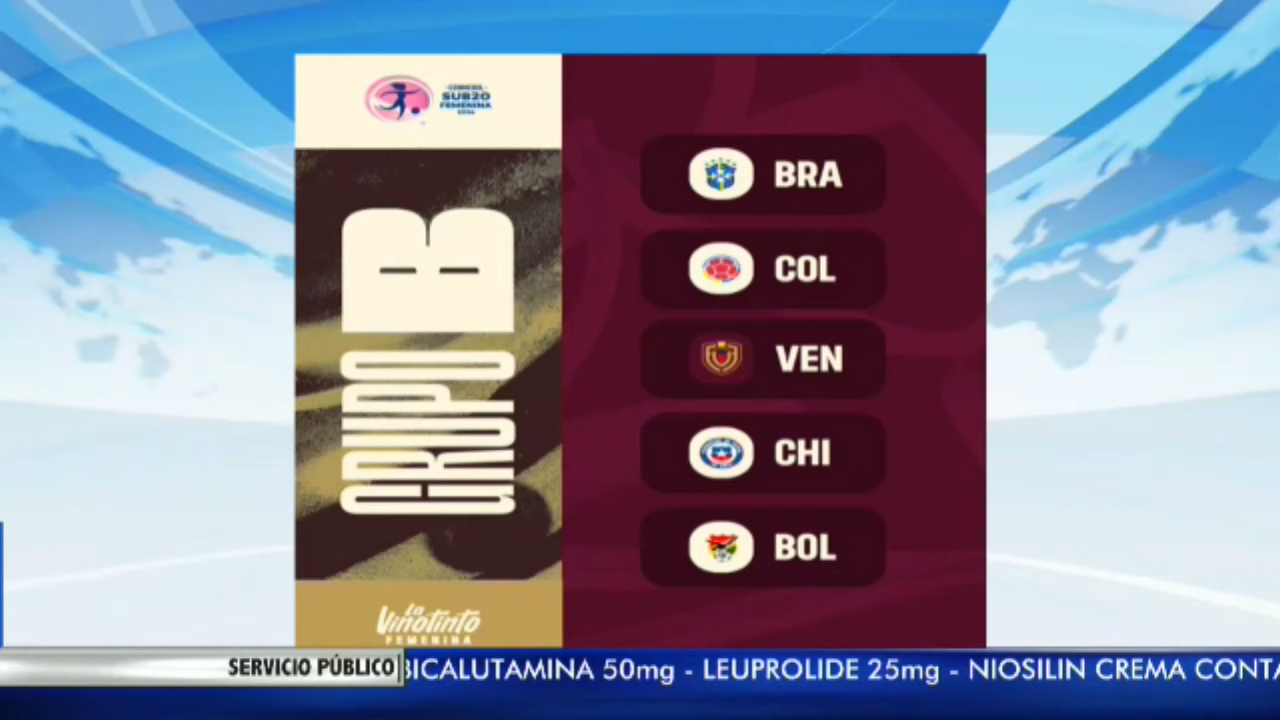 CONMEBOL
SUB20
FEMENINA
GRUPO B
BRA
COL
VEN
CHI
BOL
La
Vinotinto
FEMENINA
SERVICIO PÚBLICO
BICALUTAMINA 50mg - LEUPROLIDE 25mg - NIOSILIN CREMA CONTA